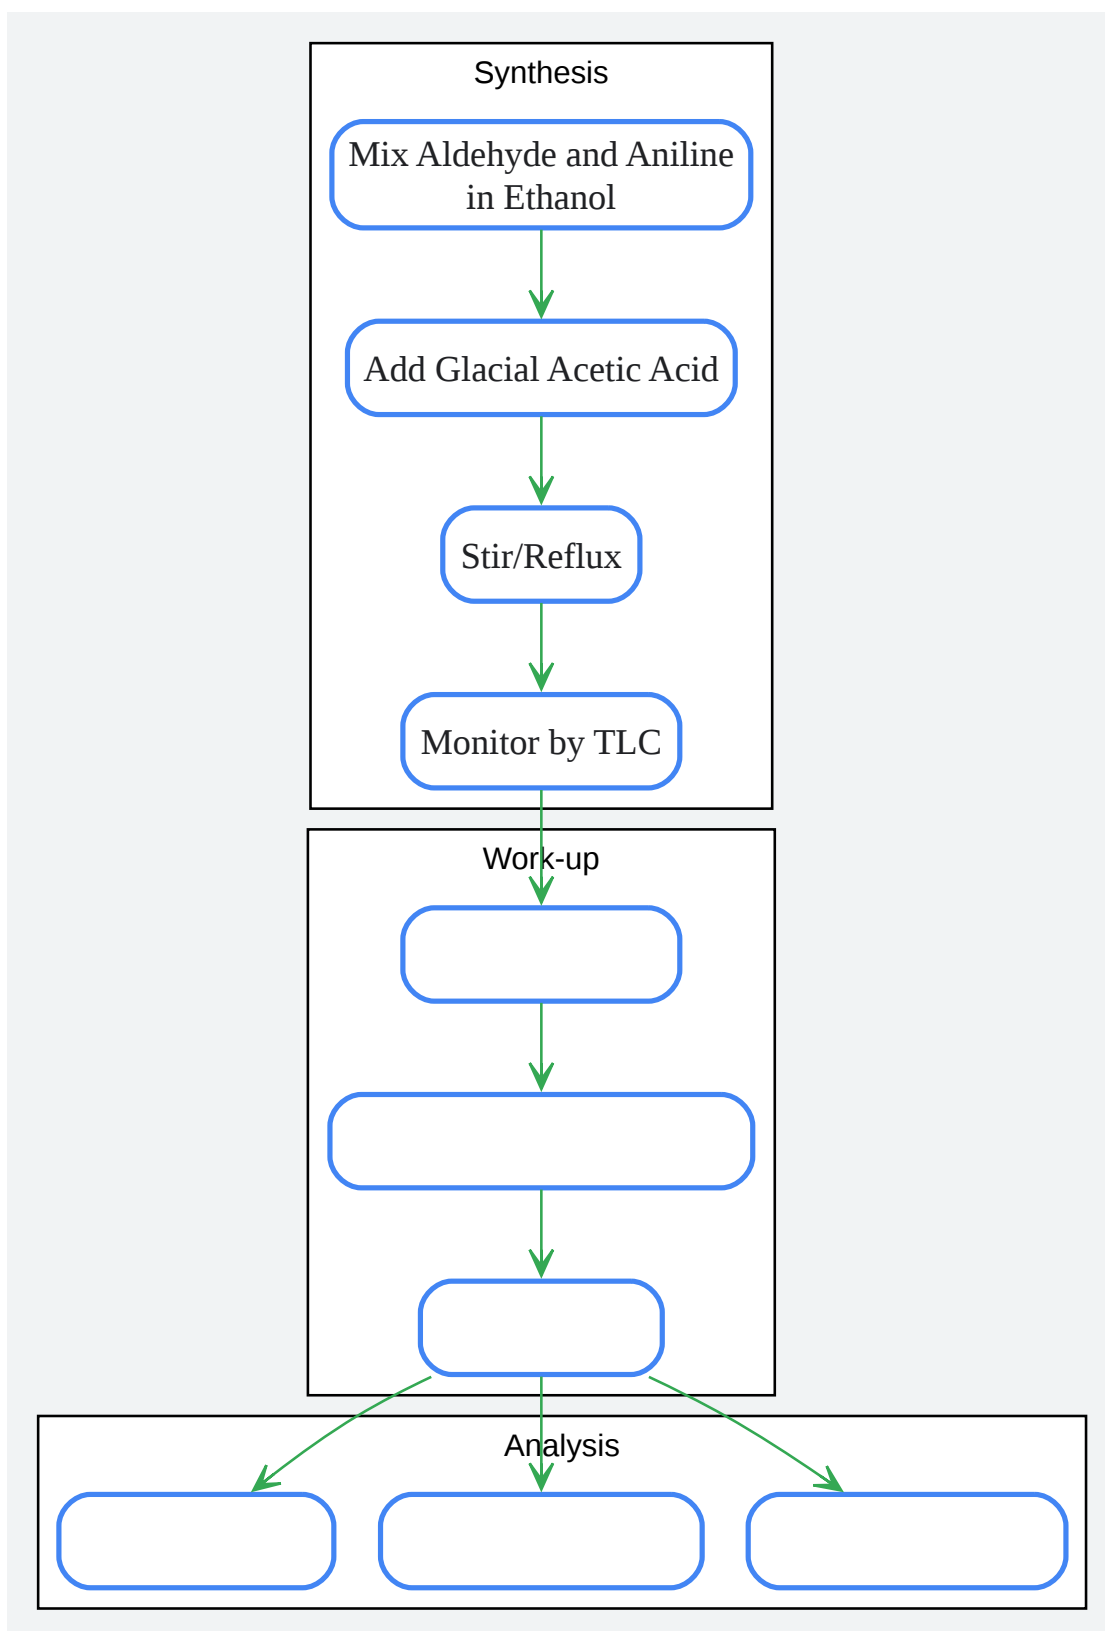 Synthesis
Mix Aldehyde and Aniline
in Ethanol
Add Glacial Acetic Acid
Stir/Reflux
Monitor by TLC
Work-up
Analysis